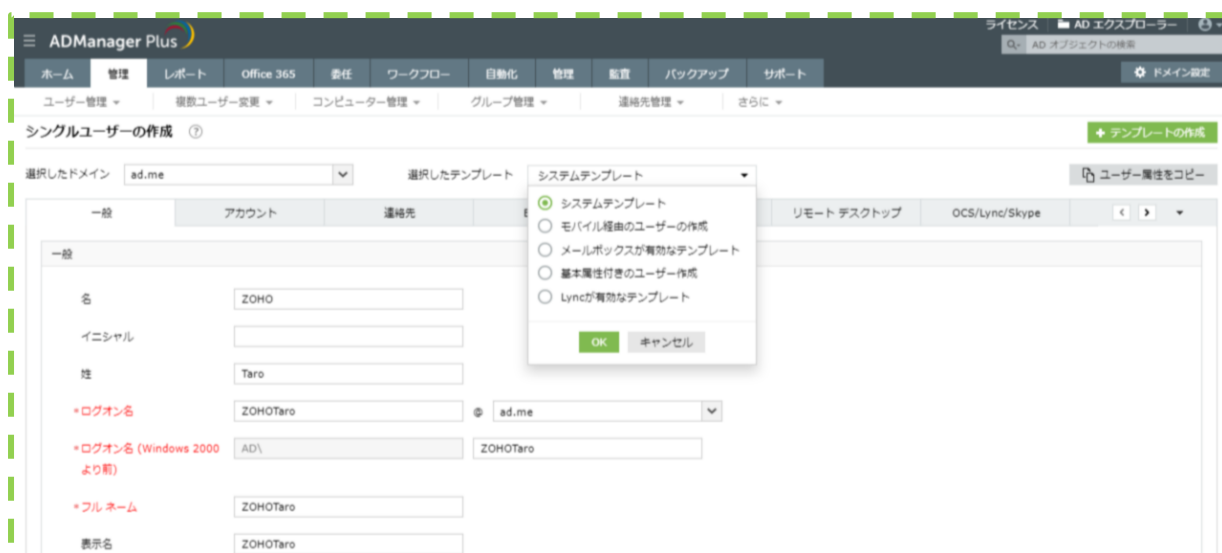 ライセンス AD エクスプローラー
ADManager Plus
AD オブジェクトの検索
ホーム 管理 レポート Office 365 委任 ワークフロー 自動化 管理 監査 バックアップ サポート ドメイン設定
ユーザー管理 複数ユーザー変更 コンピューター管理 グループ管理 連絡先管理 さらに
シングルユーザーの作成 ? + テンプレートの作成
選択したドメイン ad.me 選択したテンプレート システムテンプレート ユーザー属性をコピー
一般 アカウント 連絡先 リモート デスクトップ OCS/Lync/Skype
システムテンプレート
モバイル経由のユーザーの作成
メールボックスが有効なテンプレート
基本属性付きのユーザー作成
Lyncが有効なテンプレート
OK キャンセル
一般
名 ZOHO
イニシャル
姓 Taro
*ログオン名 ZOHOTaro @ ad.me
*ログオン名 (Windows 2000 AD\ ZOHOTaro
より前)
*フル ネーム ZOHOTaro
表示名 ZOHOTaro